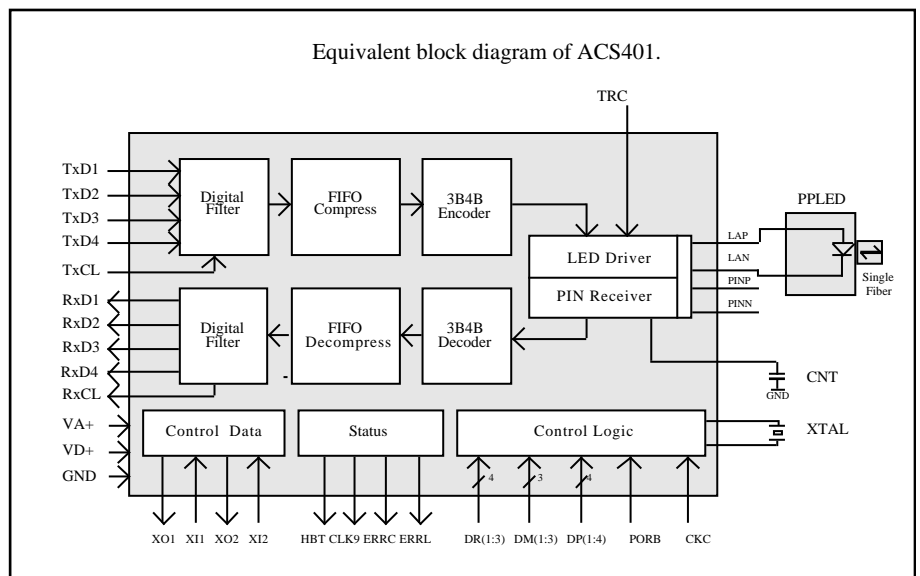 Equivalent block diagram of ACS401.
TRC
TxD1
TxD2
TxD3
TxD4
TxCL
Digital
Filter
FIFO
Compress
3B4B
Encoder
LED Driver
PIN Receiver
LAP
LAN
PINP
PINN
PPLED
Single
Fiber
RxD1
RxD2
RxD3
RxD4
RxCL
Digital
Filter
FIFO
Decompress
3B4B
Decoder
CNT
GND
VA+
VD+
GND
Control Data
Status
Control Logic
XTAL
4
3
4
XO1
XI1
XO2
XI2
HBT
CLK9
ERRC
ERRL
DR(1:3)
DM(1:3)
DP(1:4)
PORB
CKC